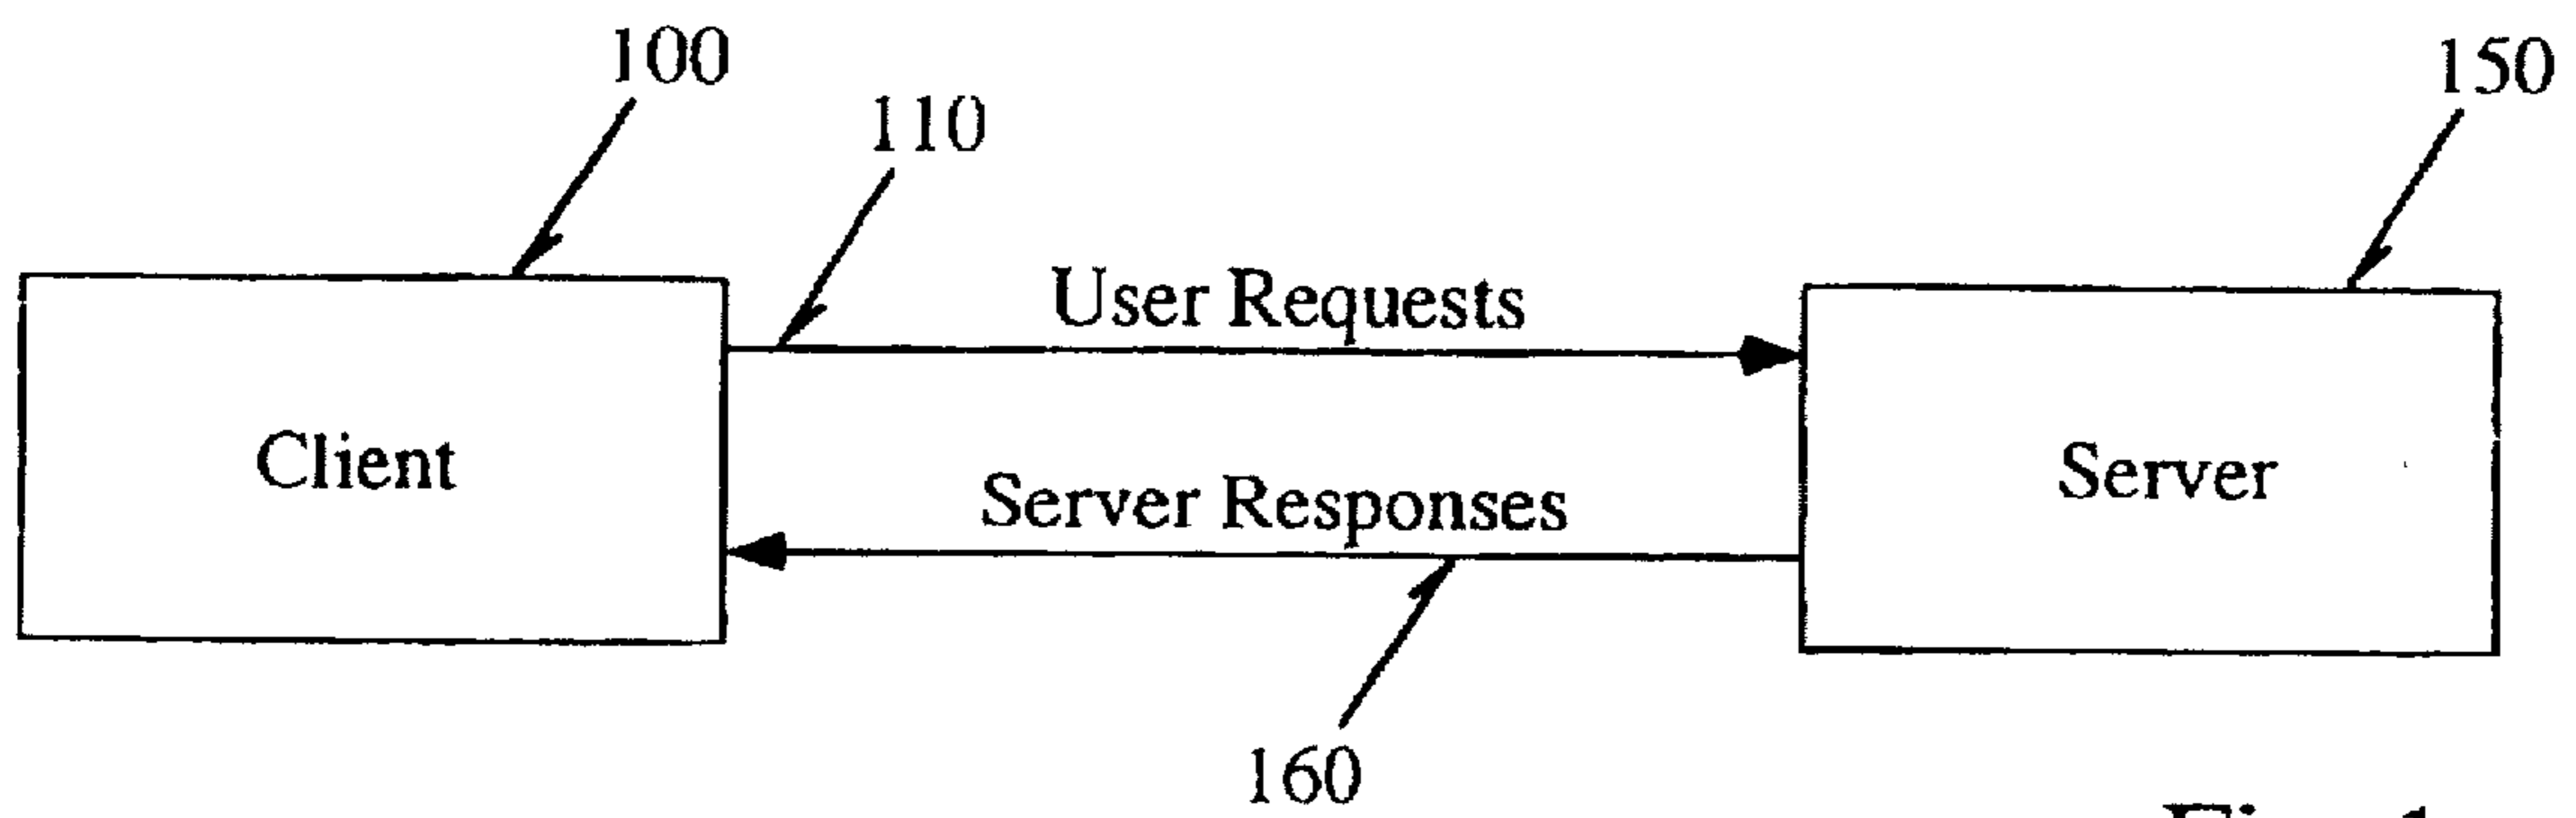 100
150
110
User Requests
Client
Server
Server Responses
160